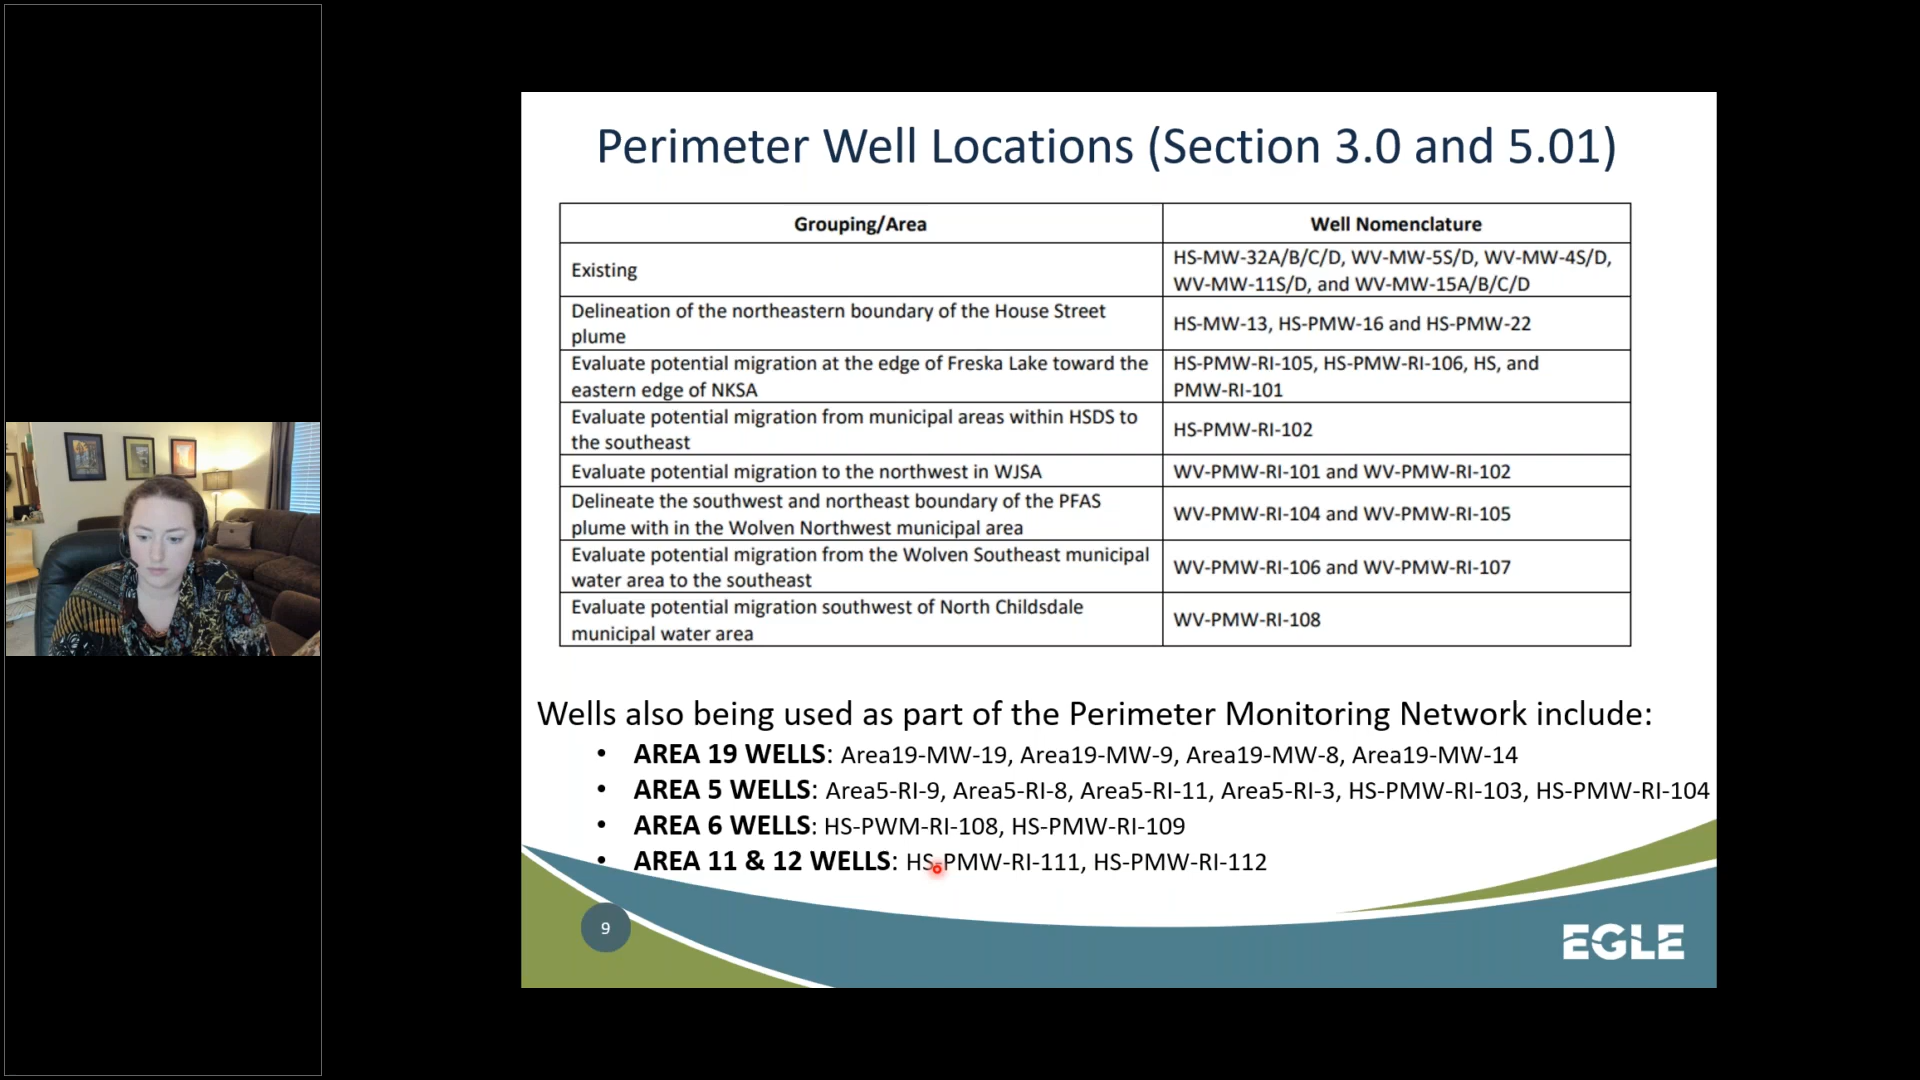 Perimeter Well Locations (Section 3.0 and 5.01)
Grouping/Area
Well Nomenclature
Existing
HS-MW-32A/B/C/D, WV-MW-5S/D, WV-MW-4S/D,
WV-MW-11S/D, and WV-MW-15A/B/C/D
Delineation of the northeastern boundary of the House Street
plume
HS-MW-13, HS-PMW-16 and HS-PMW-22
Evaluate potential migration at the edge of Freska Lake toward the
eastern edge of NKSA
HS-PMW-RI-105, HS-PMW-RI-106, HS, and
PMW-RI-101
Evaluate potential migration from municipal areas within HSDS to
the southeast
HS-PMW-RI-102
Evaluate potential migration to the northwest in WJSA
WV-PMW-RI-101 and WV-PMW-RI-102
Delineate the southwest and northeast boundary of the PFAS
plume with in the Wolven Northwest municipal area
WV-PMW-RI-104 and WV-PMW-RI-105
Evaluate potential migration from the Wolven Southeast municipal
water area to the southeast
WV-PMW-RI-106 and WV-PMW-RI-107
Evaluate potential migration southwest of North Childsdale
municipal water area
WV-PMW-RI-108
Wells also being used as part of the Perimeter Monitoring Network include:
• AREA 19 WELLS: Area19-MW-19, Area19-MW-9, Area19-MW-8, Area19-MW-14
• AREA 5 WELLS: Area5-RI-9, Area5-RI-8, Area5-RI-11, Area5-RI-3, HS-PMW-RI-103, HS-PMW-RI-104
• AREA 6 WELLS: HS-PWM-RI-108, HS-PMW-RI-109
• AREA 11 & 12 WELLS: HS-PMW-RI-111, HS-PMW-RI-112
9
EGLE